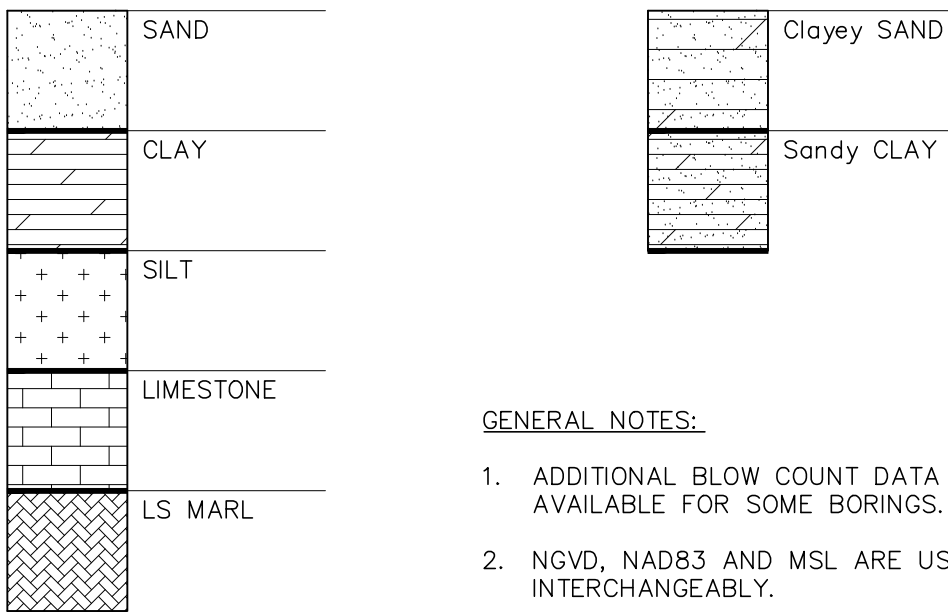 SAND
CLAY
SILT
LIMESTONE
LS MARL
Clayey SAND
Sandy CLAY
GENERAL NOTES:
1. ADDITIONAL BLOW COUNT DATA
AVAILABLE FOR SOME BORINGS.
2. NGVD, NAD83 AND MSL ARE
INTERCHANGEABLY.